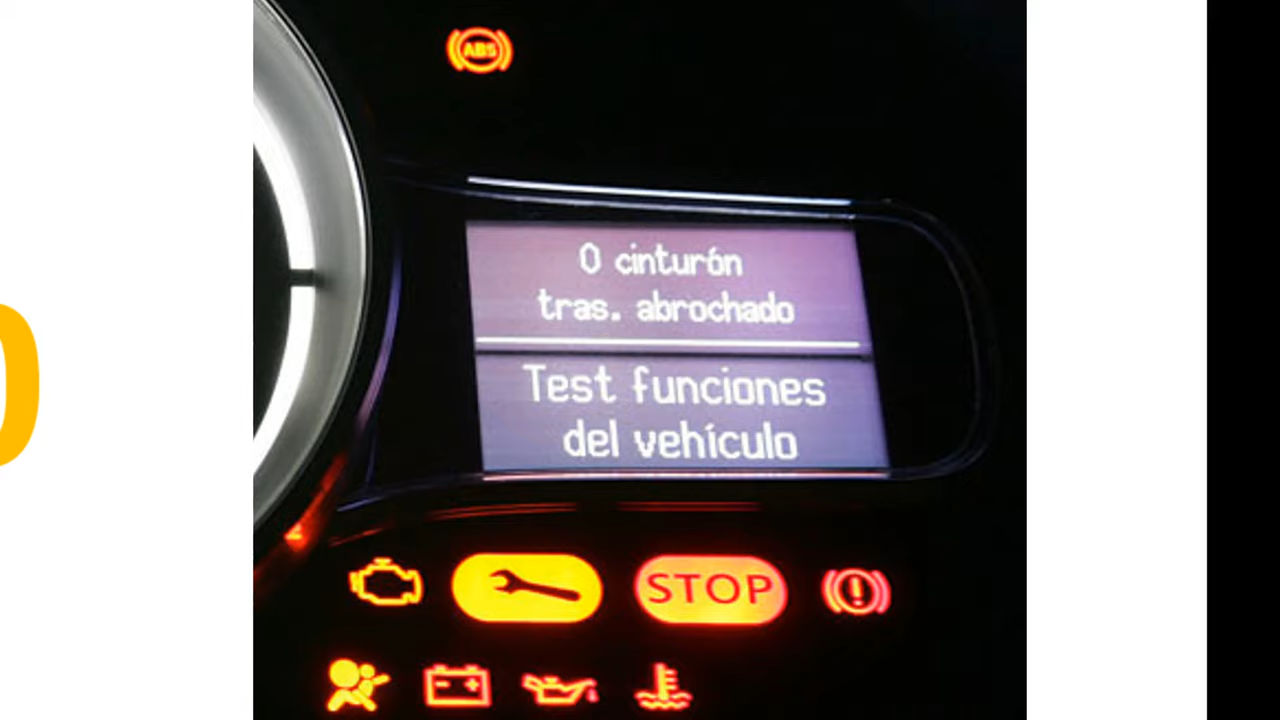 ABS
0 cinturón
tras. abrochado
Test funciones
del vehículo
STOP